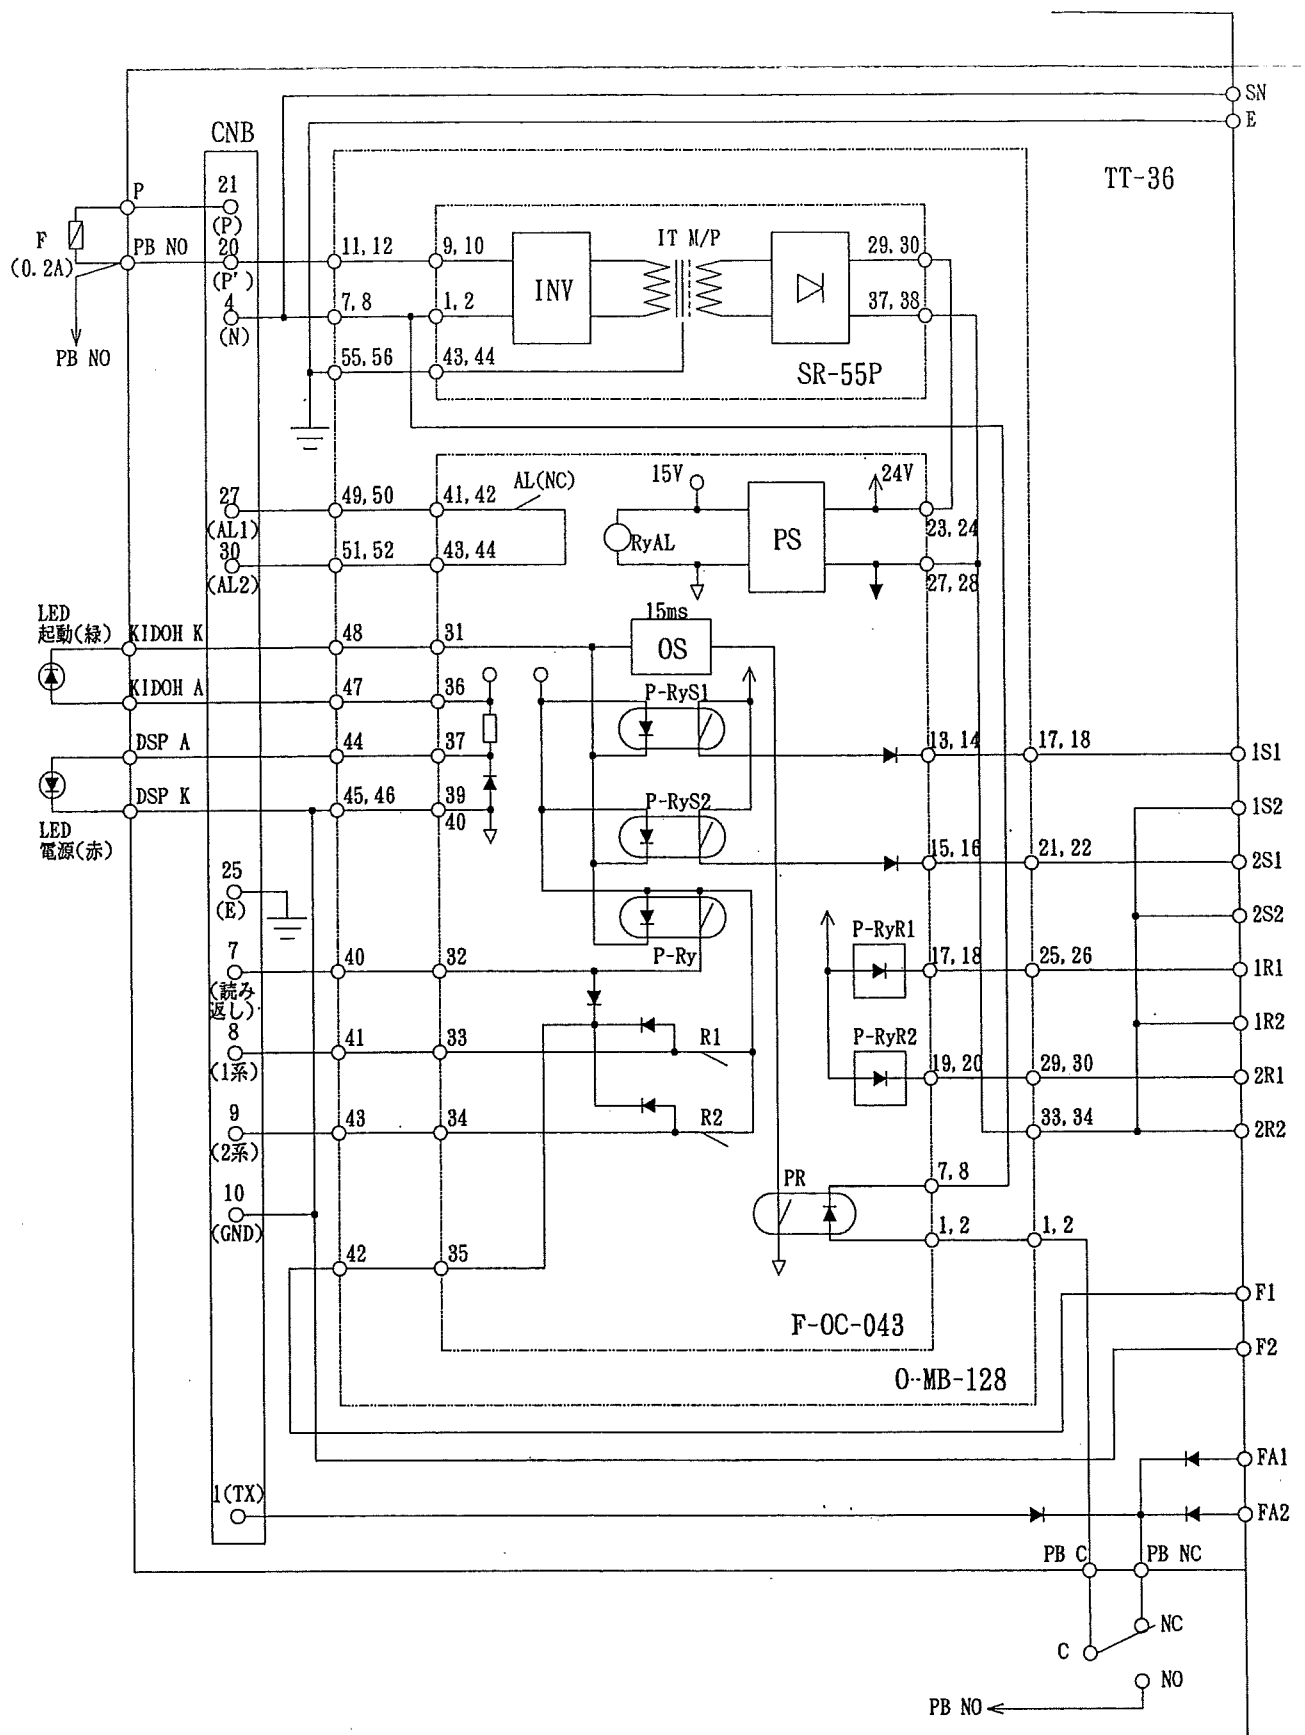 SN
E
CNB
TT-36
P
21
(P)
F
(0.2A)
PB NO
20
(P')
11,12
9,10
IT M/P
29,30
INV
4
(N)
7,8
1,2
37,38
PB NO
55,56
43,44
SR-55P
27
(AL1)
49,50
41,42
AL(NC)
15V
24V
RyAL
PS
23,24
30
(AL2)
51,52
43,44
27,28
LED
起動(緑)
KIDOH K
48
31
15ms
OS
KIDOH A
47
36
P-RyS1
DSP A
44
37
13,14
17,18
1S1
DSP K
45,46
39
40
P-RyS2
1S2
LED
電源(赤)
15,16
21,22
2S1
25
(E)
2S2
P-Ry
P-RyR1
7
(読み
返し)
40
32
17,18
25,26
1R1
8
(1系)
41
33
R1
P-RyR2
1R2
19,20
29,30
2R1
9
(2系)
43
34
R2
33,34
2R2
10
(GND)
PR
7,8
1,2
1,2
42
35
F1
F-OC-043
F2
O-MB-128
FA1
1(TX)
FA2
PB C
PB NC
NC
C
NO
PB NO